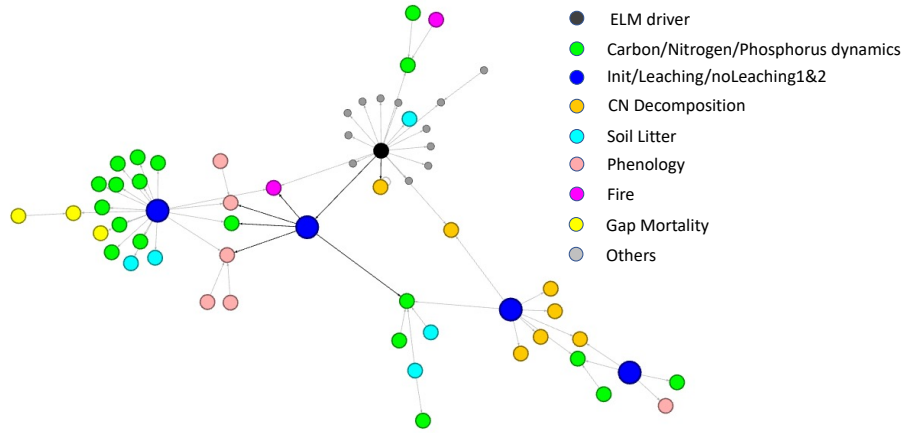 ELM driver
Carbon/Nitrogen/Phosphorus dynamics
Init/Leaching/noLeaching1&2
CN Decomposition
Soil Litter
Phenology
Fire
Gap Mortality
Others